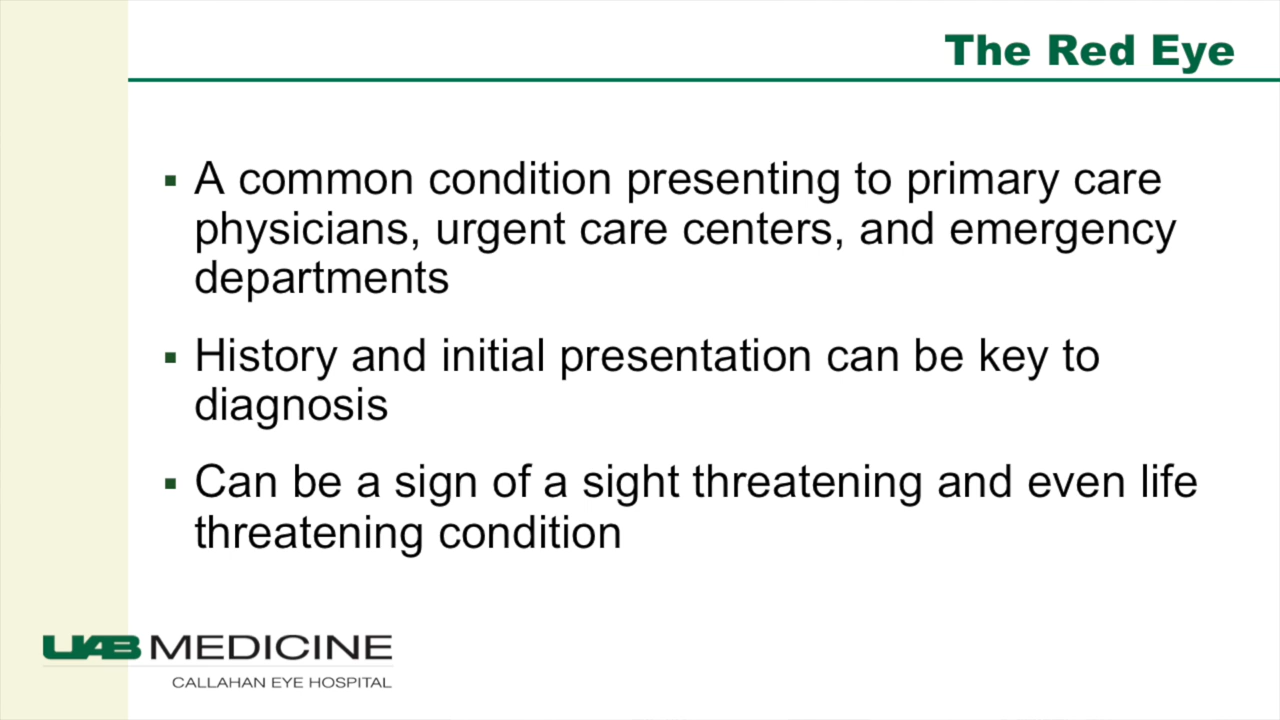 The Red Eye
▪ A common condition presenting to primary care
physicians, urgent care centers, and emergency
departments
▪ History and initial presentation can be key to
diagnosis
▪ Can be a sign of a sight threatening and even life
threatening condition
UAB MEDICINE
CALLAHAN EYE HOSPITAL